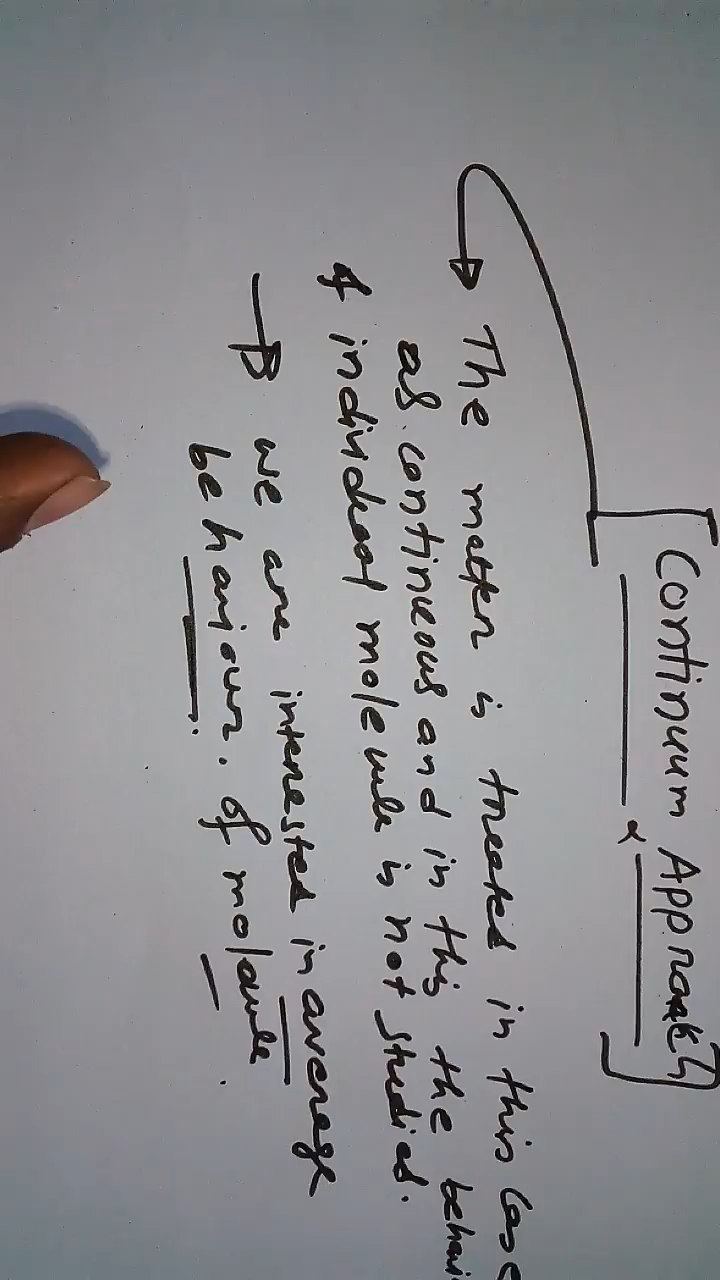 Continuum Approach
The matter is treated in this case
as continuous and in this the behavi
of individual molecule is not studied.
we are interested in average
behaviour. of molecule.